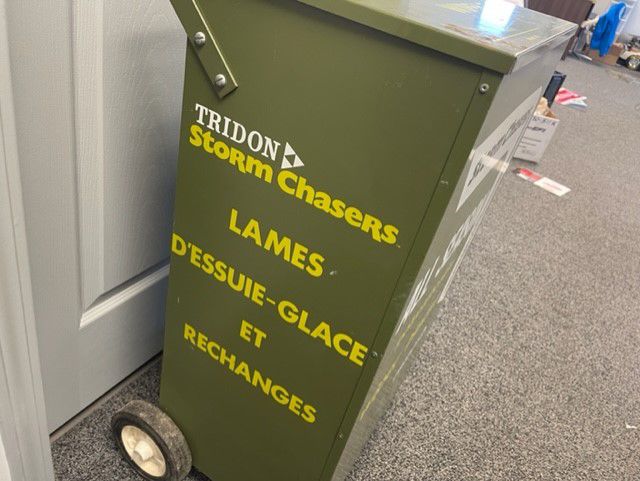 TRIDON
Storm Chasers
LAMES
D'ESSUIE-GLACE
ET
RECHANGES